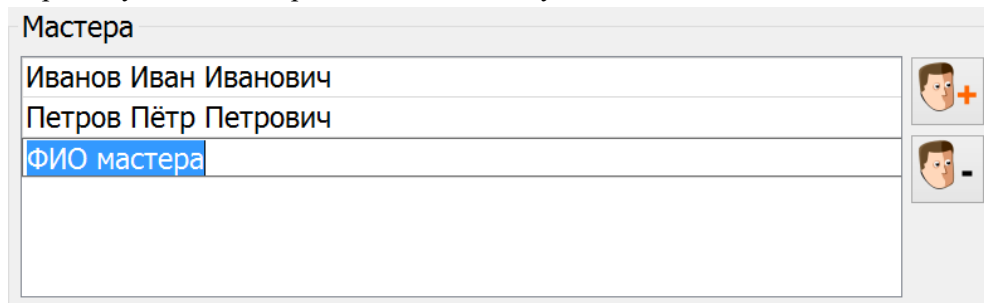 Мастера
Иванов Иван Иванович
+
Петров Пётр Петрович
ФИО мастера
-